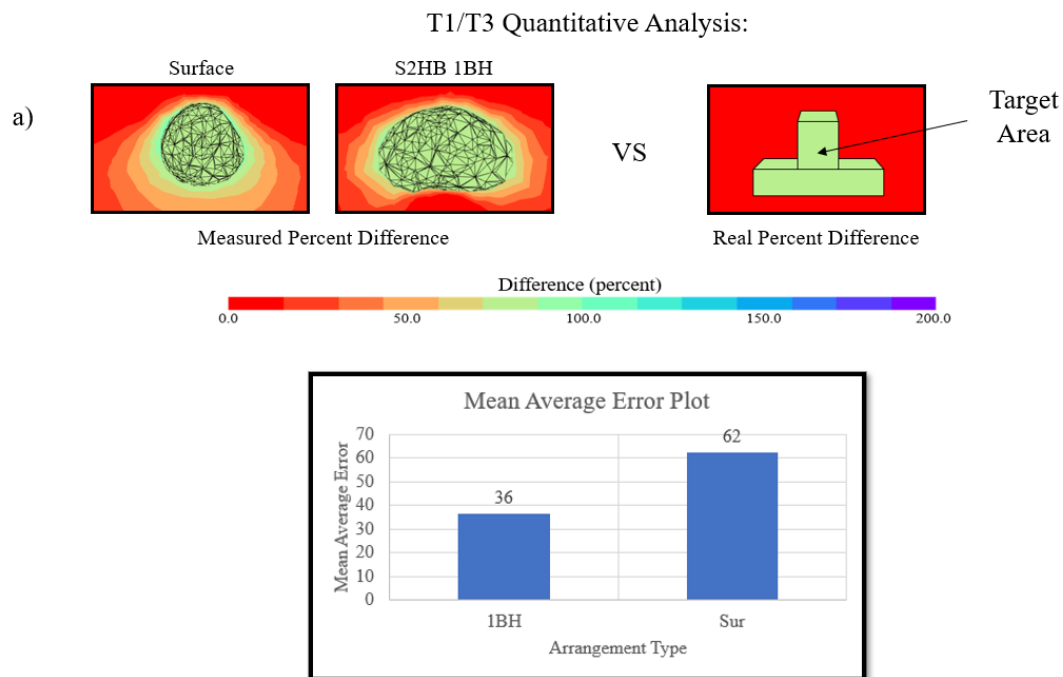 T1/T3 Quantitative Analysis:
a)
Surface
S2HB 1BH
VS
Target
Area
Measured Percent Difference
Real Percent Difference
Difference (percent)
0.0
50.0
100.0
150.0
200.0
Mean Average Error Plot
Mean Average Error
70
60
50
40
30
20
10
0
36
62
1BH
Sur
Arrangement Type